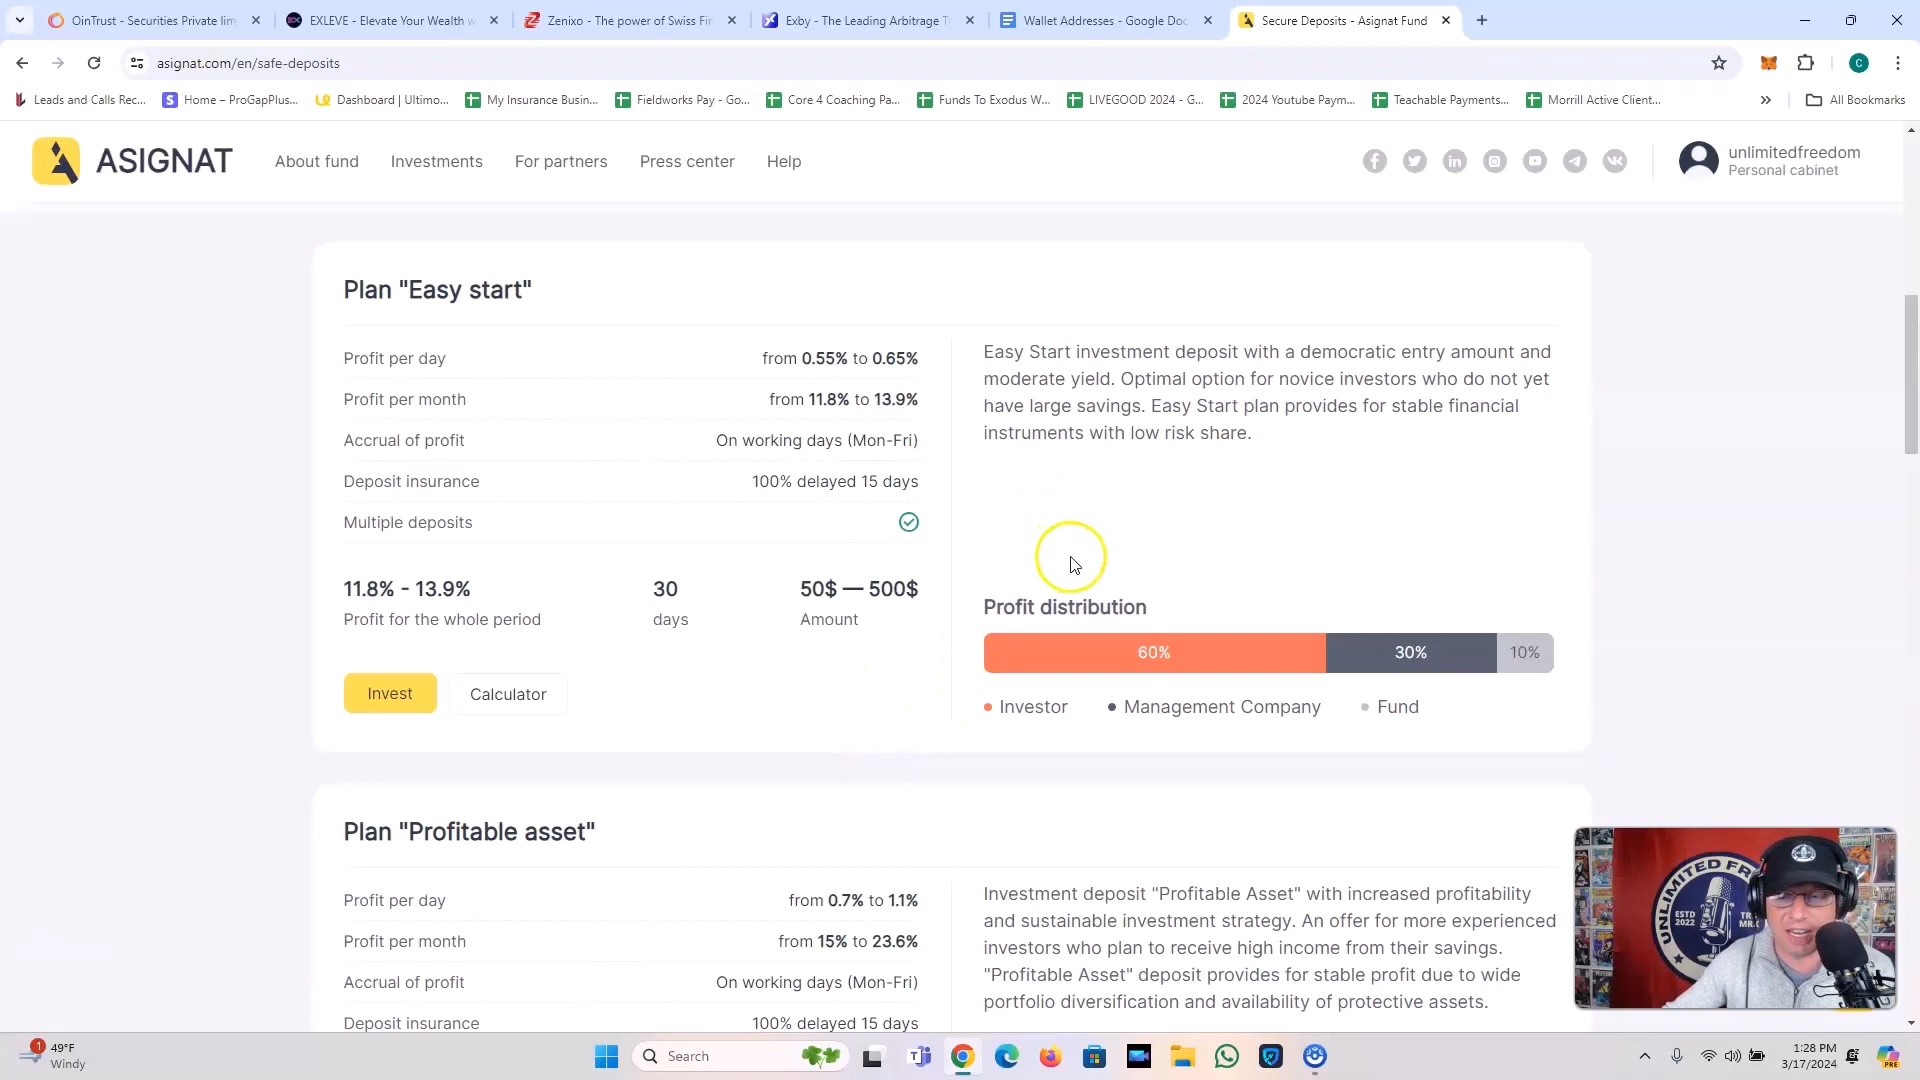 OinTrust - Securities Private lim
EXLEVE - Elevate Your Wealth w
Zenixo - The power of Swiss Fi
Exby - The Leading Arbitrage T
Wallet Addresses - Google Doc
Secure Deposits - Asignat Fund
asignat.com/en/safe-deposits
C
Leads and Calls Rec...
Home – ProGapPlus...
Dashboard | Ultimo...
My Insurance Busin...
Fieldworks Pay - Go...
Core 4 Coaching Pa...
Funds To Exodus W...
LIVEGOOD 2024 - G...
2024 Youtube Paym...
Teachable Payments...
Morrill Active Client...
All Bookmarks
ASIGNAT
About fund
Investments
For partners
Press center
Help
unlimitedfreedom
Personal cabinet
Plan "Easy start"
Profit per day
from 0.55% to 0.65%
Profit per month
from 11.8% to 13.9%
Accrual of profit
On working days (Mon-Fri)
Deposit insurance
100% delayed 15 days
Multiple deposits
11.8% - 13.9%
Profit for the whole period
30
days
50$ — 500$
Amount
Invest
Calculator
Easy Start investment deposit with a democratic entry amount and
moderate yield. Optimal option for novice investors who do not yet
have large savings. Easy Start plan provides for stable financial
instruments with low risk share.
Profit distribution
60%
30%
10%
Investor
Management Company
Fund
Plan "Profitable asset"
Profit per day
from 0.7% to 1.1%
Profit per month
from 15% to 23.6%
Accrual of profit
On working days (Mon-Fri)
Deposit insurance
100% delayed 15 days
Investment deposit "Profitable Asset" with increased profitability
and sustainable investment strategy. An offer for more experienced
investors who plan to receive high income from their savings.
"Profitable Asset" deposit provides for stable profit due to wide
portfolio diversification and availability of protective assets.
UNLIMITED FR
ESTD
2022
TR
MR.
1
49°F
Windy
Search
1:28 PM
3/17/2024
PRE